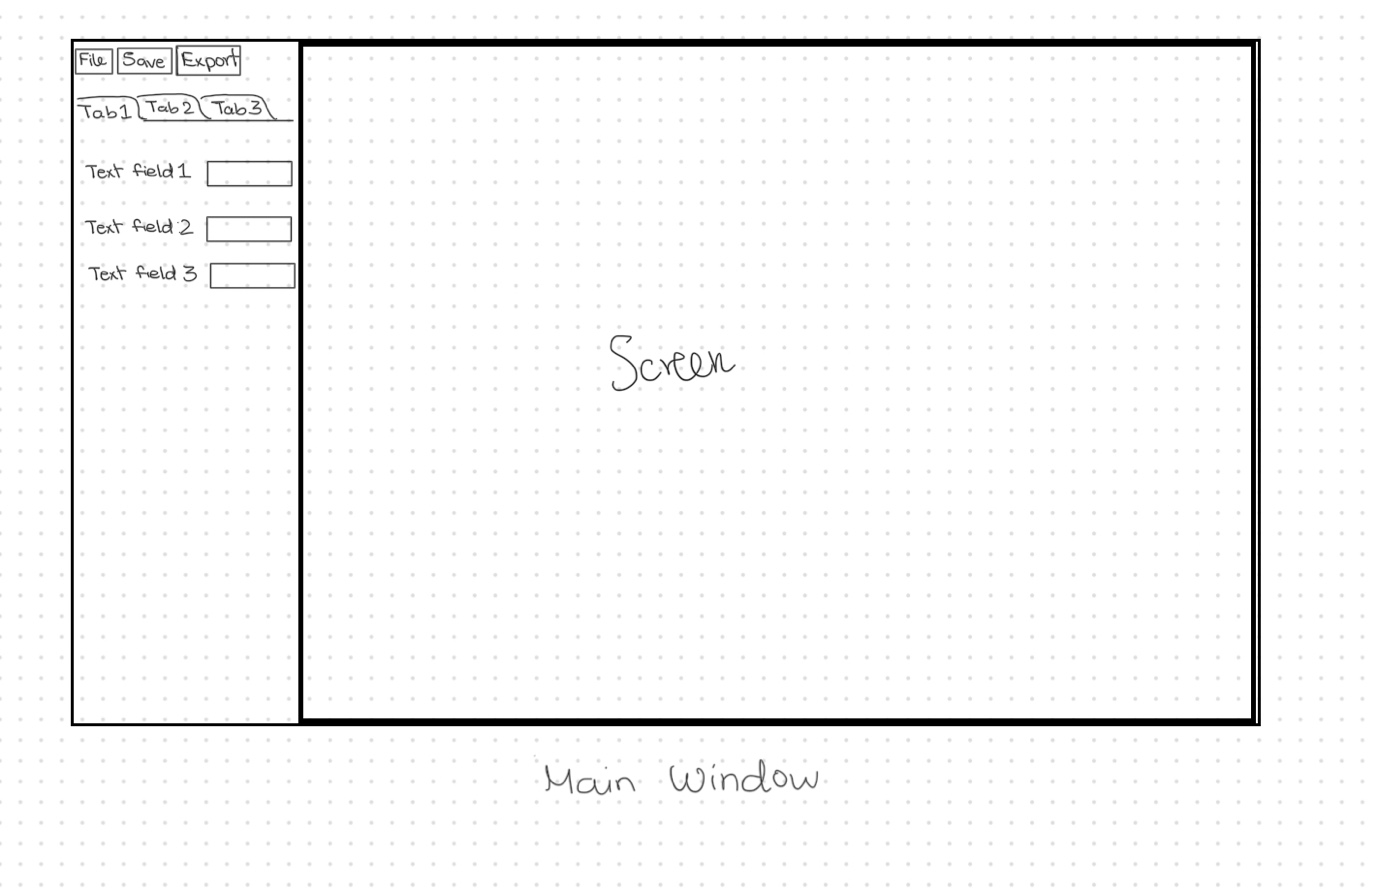 File Save Export
Tab1 Tab2 Tab3
Text field 1
Text field 2
Text field 3
Screen
Main Window